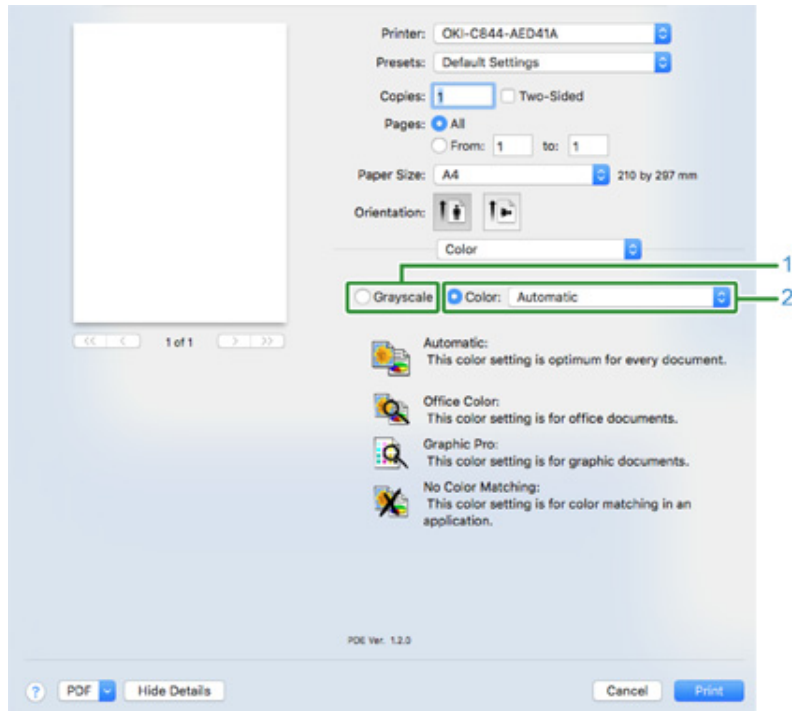 Printer: OKI-C844-AED41A
Presets: Default Settings
Copies: 1 Two-Sided
Pages: All
From: 1 to: 1
Paper Size: A4 210 by 297 mm
Orientation:
Color
1
Grayscale Color: Automatic 2
1 of 1
Automatic:
This color setting is optimum for every document.
Office Color:
This color setting is for office documents.
Graphic Pro:
This color setting is for graphic documents.
No Color Matching:
This color setting is for color matching in an
application.
PDE Ver. 1.2.0
? PDF Hide Details Cancel Print